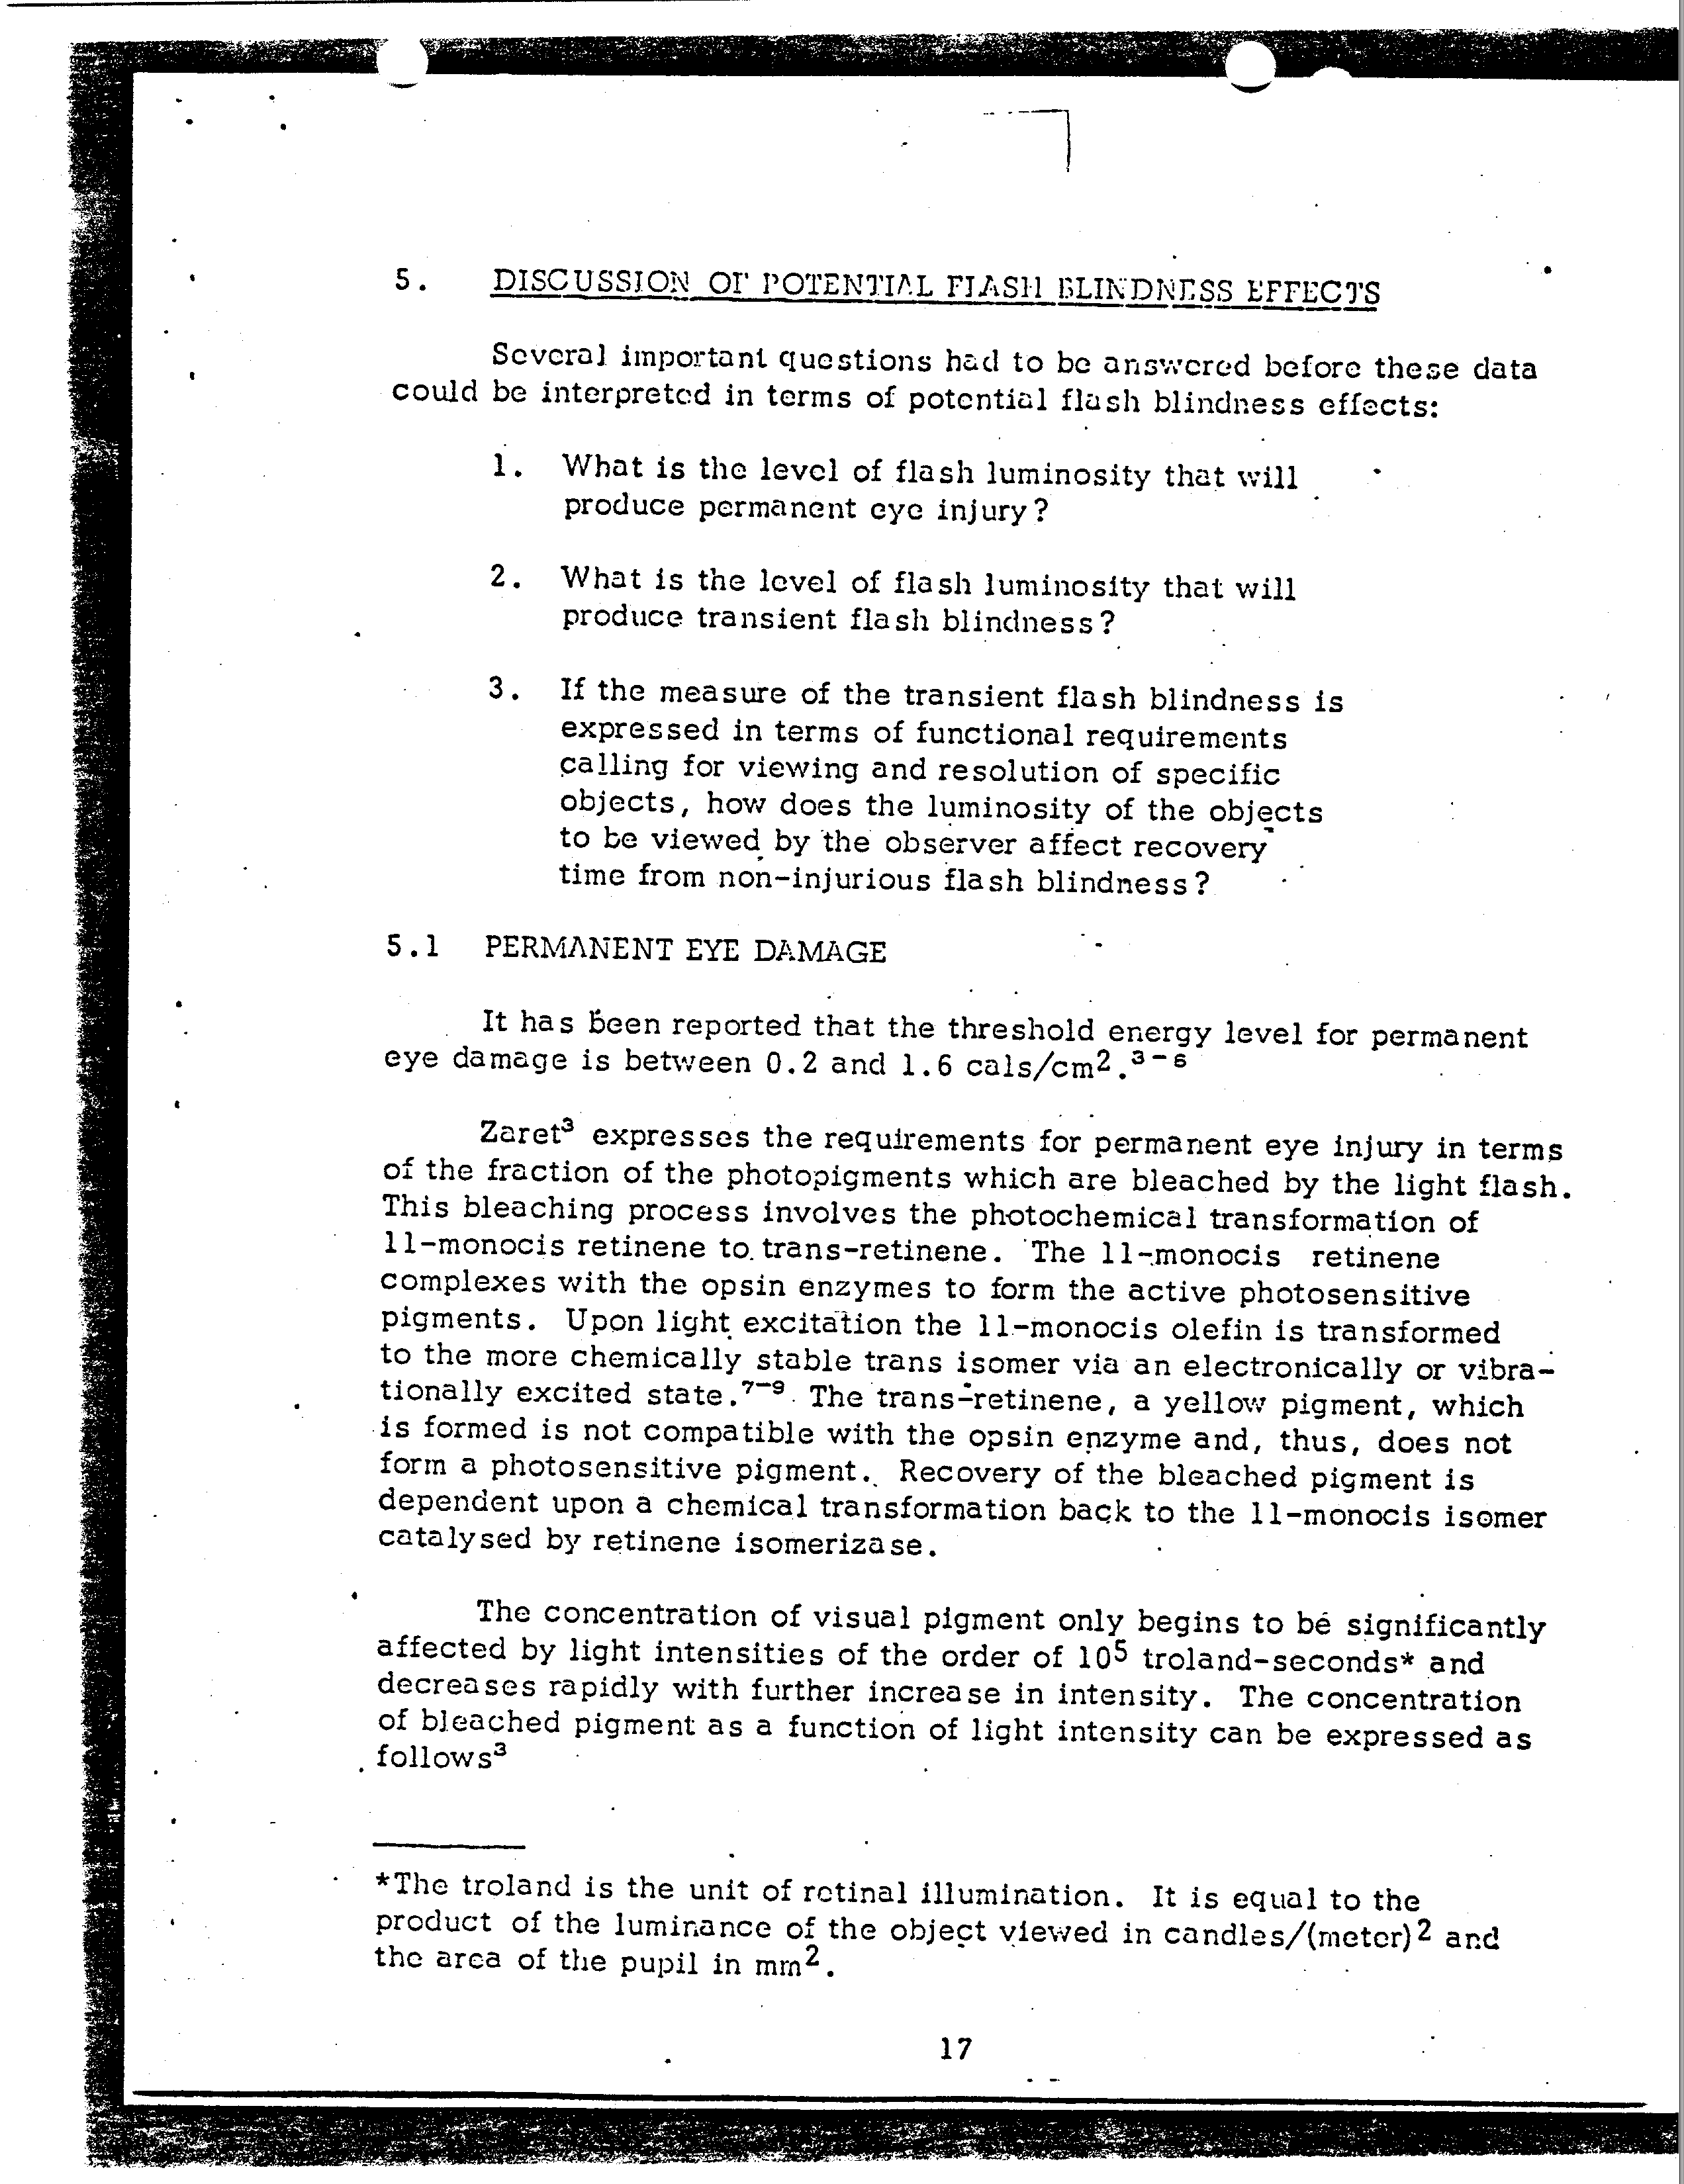 5. DISCUSSION OF POTENTIAL FLASH BLINDNESS EFFECTS
Several important questions had to be answered before these data
could be interpreted in terms of potential flash blindness effects:
1. What is the level of flash luminosity that will
produce permanent eye injury?
2. What is the level of flash luminosity that will
produce transient flash blindness?
3. If the measure of the transient flash blindness is
expressed in terms of functional requirements
calling for viewing and resolution of specific
objects, how does the luminosity of the objects
to be viewed by the observer affect recovery
time from non-injurious flash blindness?
5.1 PERMANENT EYE DAMAGE
It has been reported that the threshold energy level for permanent
eye damage is between 0.2 and 1.6 cals/cm².³⁻⁶
Zaret³ expresses the requirements for permanent eye injury in terms
of the fraction of the photopigments which are bleached by the light flash.
This bleaching process involves the photochemical transformation of
11-monocis retinene to trans-retinene. The 11-monocis retinene
complexes with the opsin enzymes to form the active photosensitive
pigments. Upon light excitation the 11-monocis olefin is transformed
to the more chemically stable trans isomer via an electronically or vibra-
tionally excited state.⁷⁻⁹ The trans-retinene, a yellow pigment, which
is formed is not compatible with the opsin enzyme and, thus, does not
form a photosensitive pigment. Recovery of the bleached pigment is
dependent upon a chemical transformation back to the 11-monocis isomer
catalysed by retinene isomerizase.
The concentration of visual pigment only begins to be significantly
affected by light intensities of the order of 10⁵ troland-seconds* and
decreases rapidly with further increase in intensity. The concentration
of bleached pigment as a function of light intensity can be expressed as
follows³
*The troland is the unit of retinal illumination. It is equal to the
product of the luminance of the object viewed in candles/(meter)² and
the area of the pupil in mm².
17